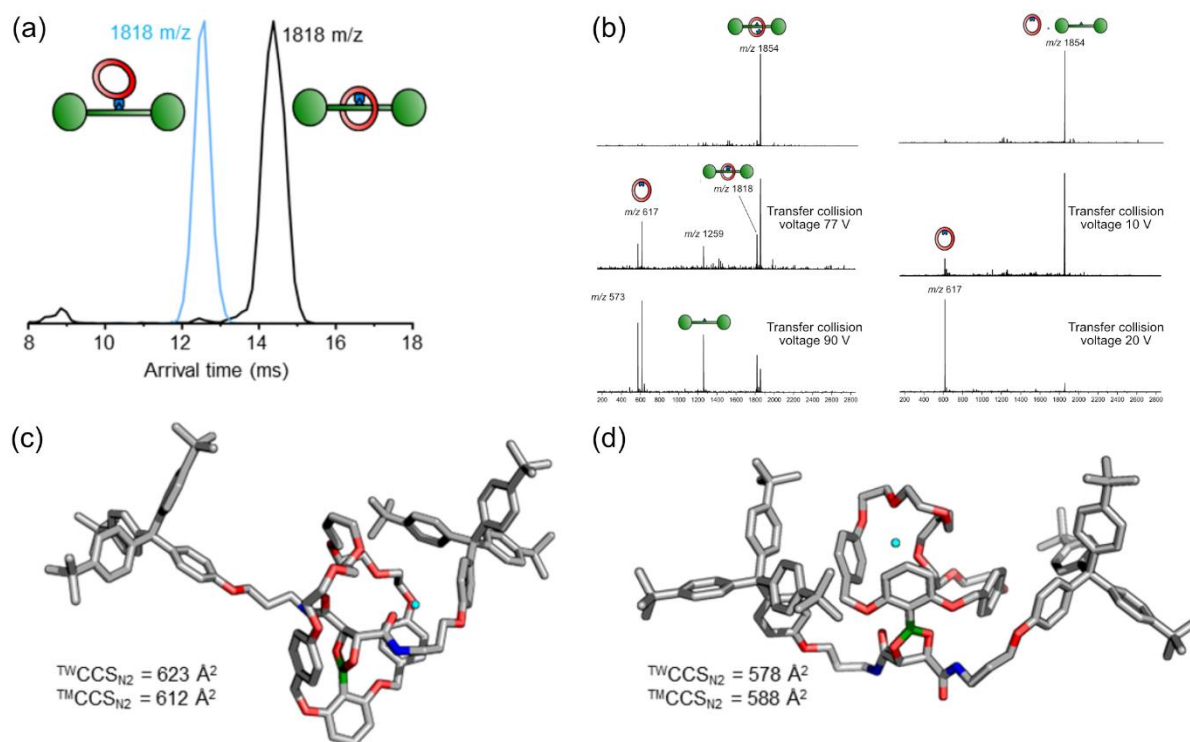 (a)
1818 m/z
1818 m/z
8 10 12 14 16 18
Arrival time (ms)
(b)
m/z 1854
m/z 1854
m/z 617
m/z 1259
m/z 1818
Transfer collision
voltage 77 V
Transfer collision
voltage 10 V
m/z 573
Transfer collision
voltage 90 V
m/z 617
Transfer collision
voltage 20 V
200 400 600 800 1000 1200 1400 1600 1800 2000 2200 2400 2600 2800
200 400 600 800 1000 1200 1400 1600 1800 2000 2200 2400 2600 2800
(c)
TWCCSN2 = 623 Å2
TMCCSN2 = 612 Å2
(d)
TWCCSN2 = 578 Å2
TMCCSN2 = 588 Å2